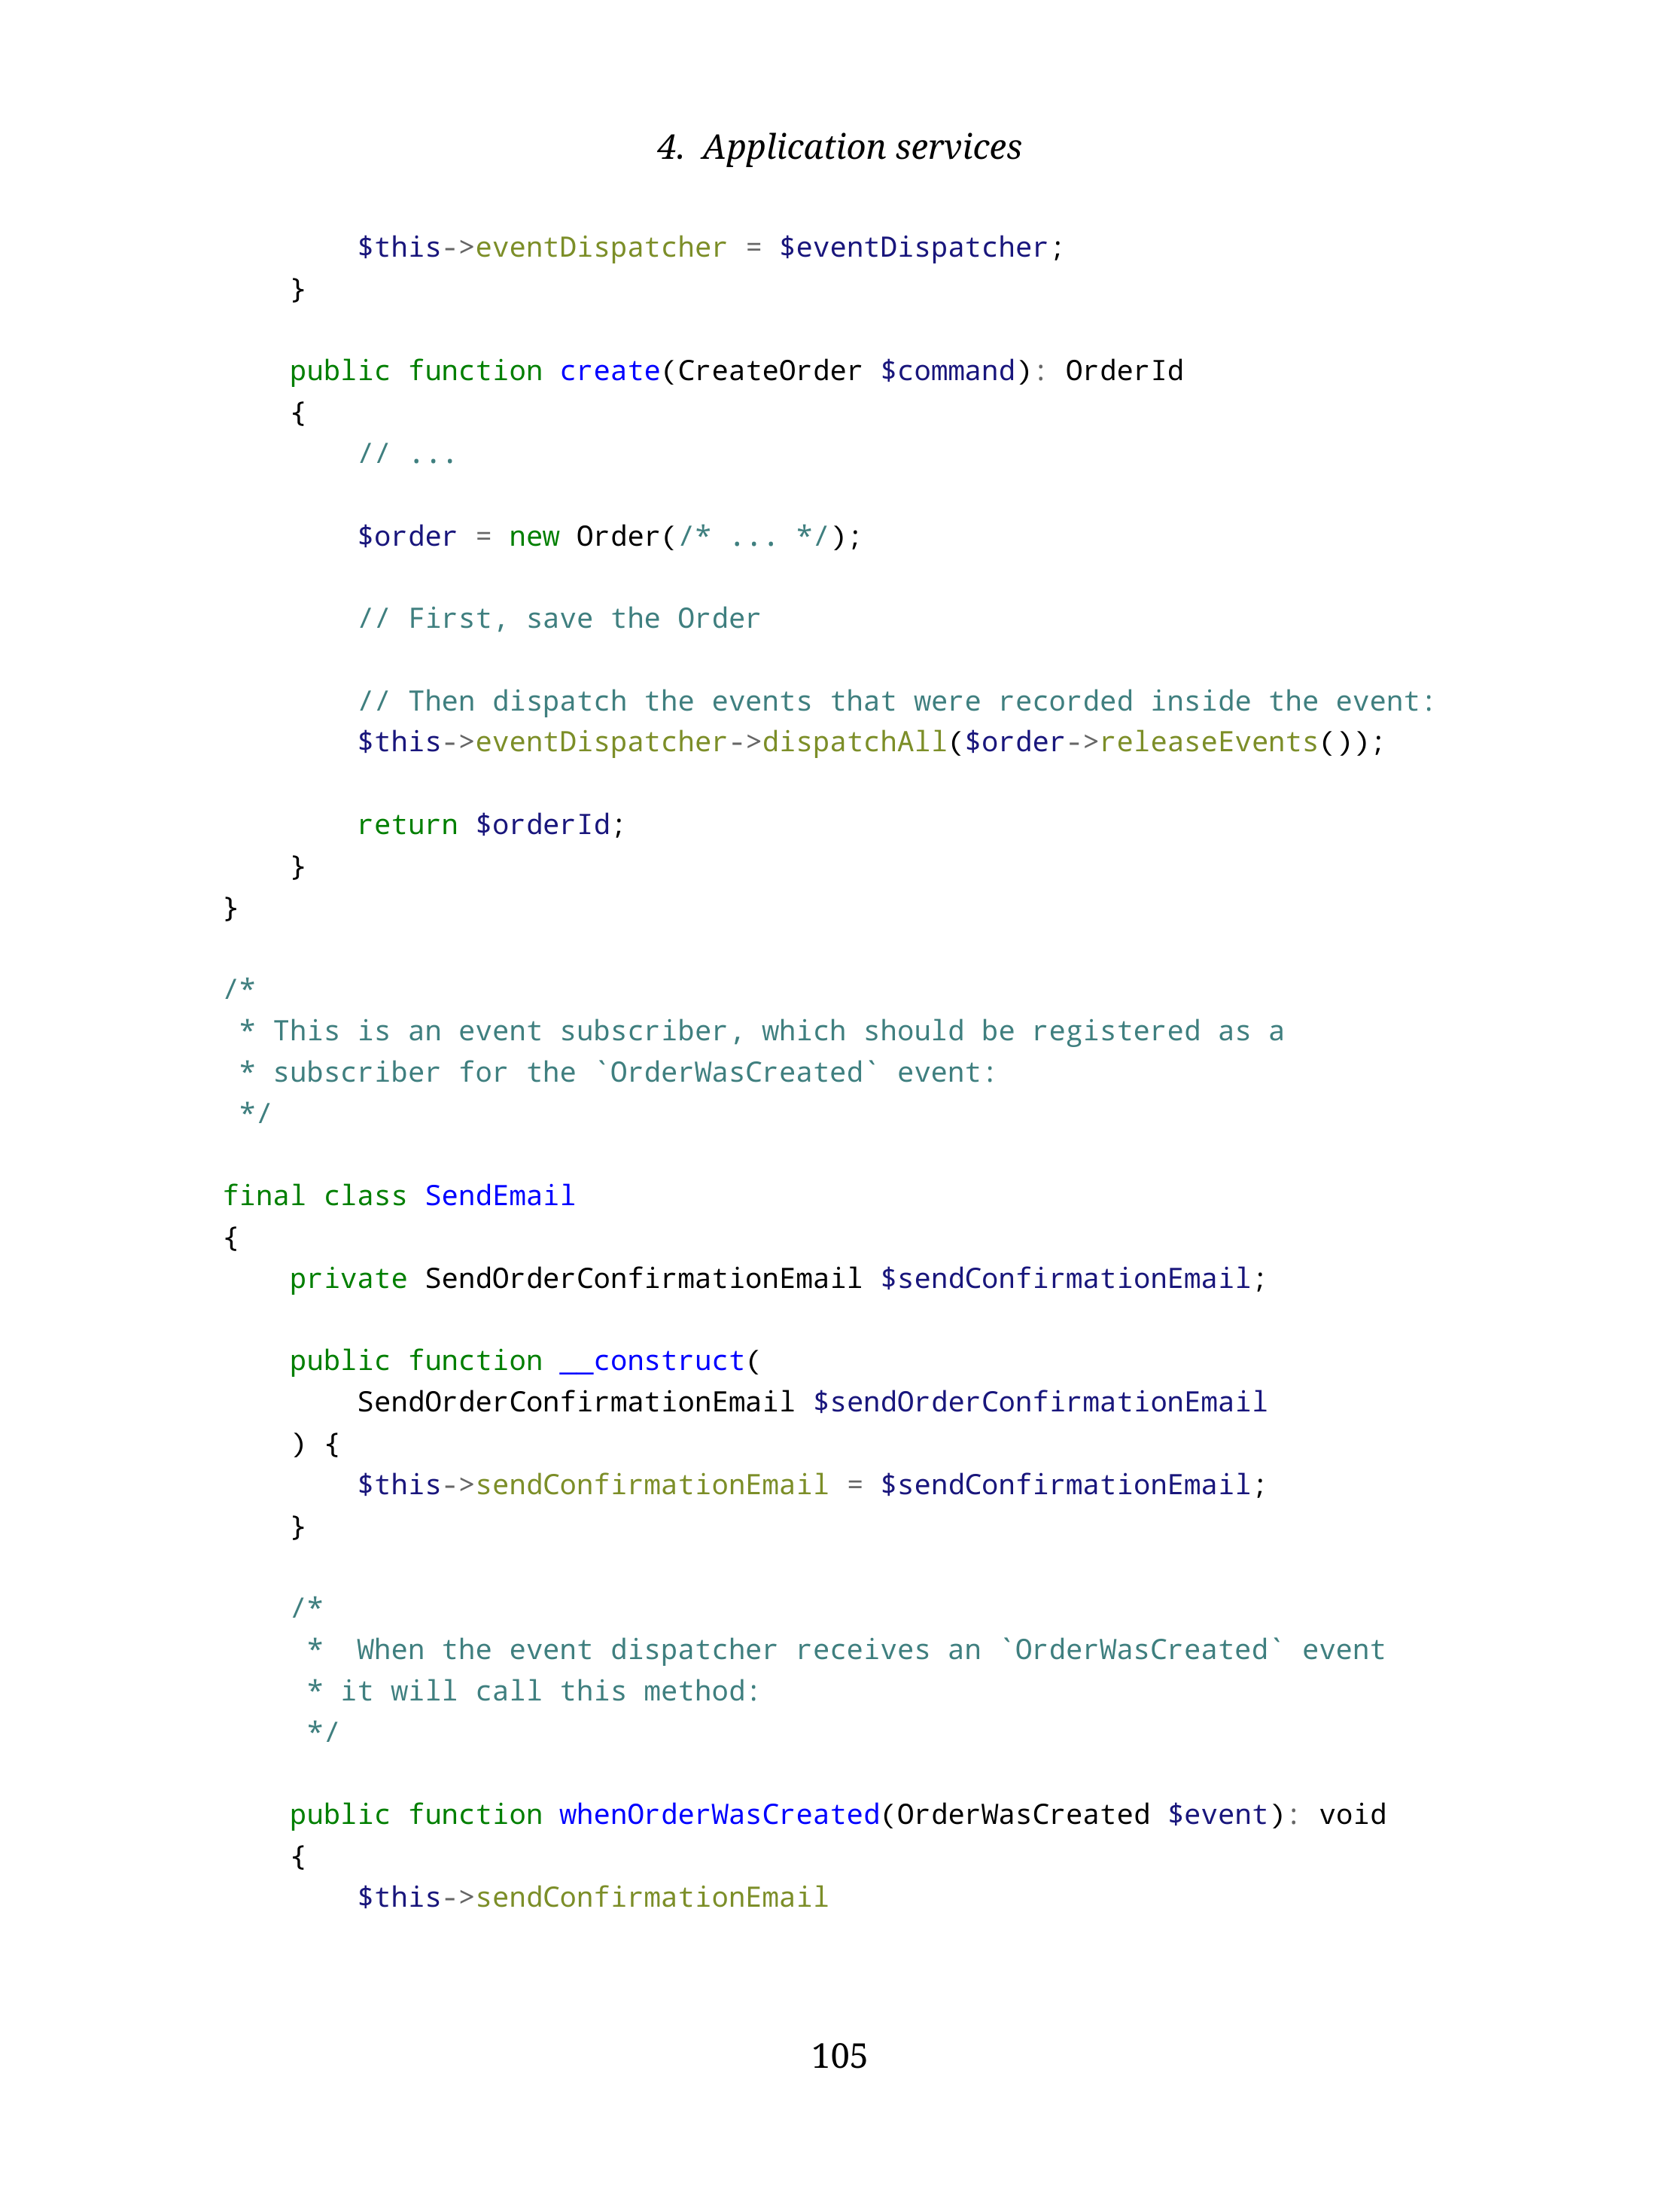 4. Application services
        $this->eventDispatcher = $eventDispatcher;
    }

    public function create(CreateOrder $command): OrderId
    {
        // ...

        $order = new Order(/* ... */);

        // First, save the Order

        // Then dispatch the events that were recorded inside the event:
        $this->eventDispatcher->dispatchAll($order->releaseEvents());

        return $orderId;
    }
}

/*
 * This is an event subscriber, which should be registered as a
 * subscriber for the `OrderWasCreated` event:
 */

final class SendEmail
{
    private SendOrderConfirmationEmail $sendConfirmationEmail;

    public function __construct(
        SendOrderConfirmationEmail $sendOrderConfirmationEmail
    ) {
        $this->sendConfirmationEmail = $sendConfirmationEmail;
    }

    /*
     *  When the event dispatcher receives an `OrderWasCreated` event
     * it will call this method:
     */

    public function whenOrderWasCreated(OrderWasCreated $event): void
    {
        $this->sendConfirmationEmail
105